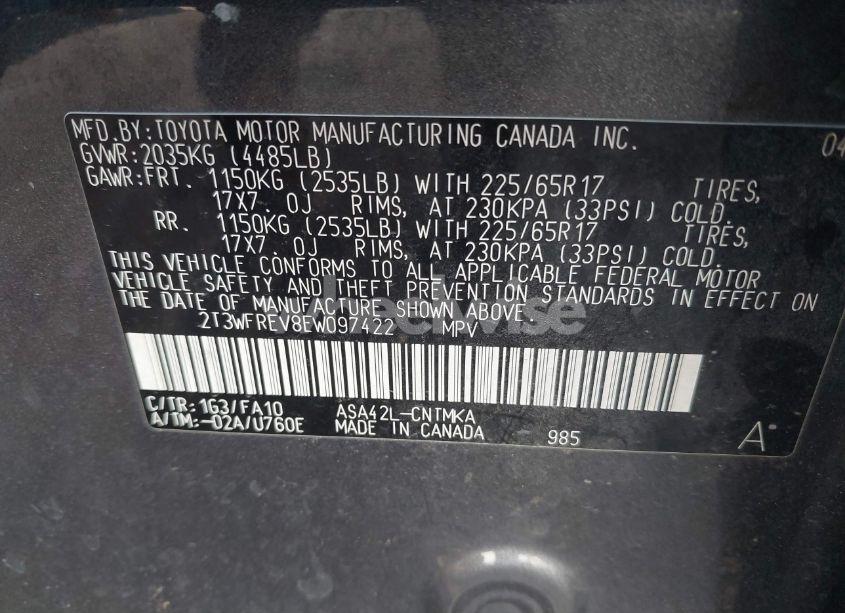 MFD.BY:TOYOTA MOTOR MANUFACTURING CANADA INC. 04
GVWR:2035KG (4485LB)
GAWR:FRT. 1150KG (2535LB) WITH 225/65R17 TIRES,
17X7.0J RIMS, AT 230KPA (33PSI) COLD.
RR. 1150KG (2535LB) WITH 225/65R17 TIRES,
17X7.0J RIMS, AT 230KPA (33PSI) COLD.
THIS VEHICLE CONFORMS TO ALL APPLICABLE FEDERAL MOTOR
VEHICLE SAFETY AND THEFT PREVENTION STANDARDS IN EFFECT ON
THE DATE OF MANUFACTURE SHOWN ABOVE.
2T3WFREV8EW097422 MPV
C/TR: 1G3/FA10 ASA42L-CNTMKA
A/TM:-02A/U760E MADE IN CANADA 985 A